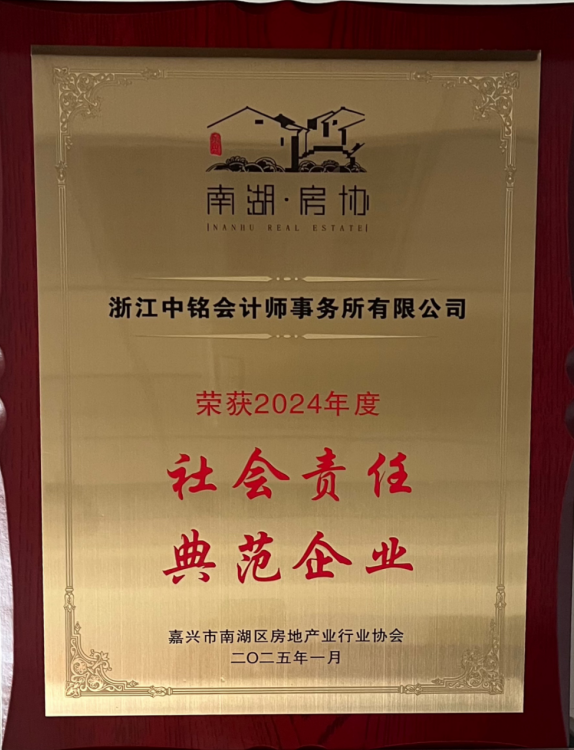 南湖·房协
NANHU REAL ESTATE
浙江中铭会计师事务所有限公司
荣获2024年度
社会责任
典范企业
嘉兴市南湖区房地产业行业协会
二〇二五年一月